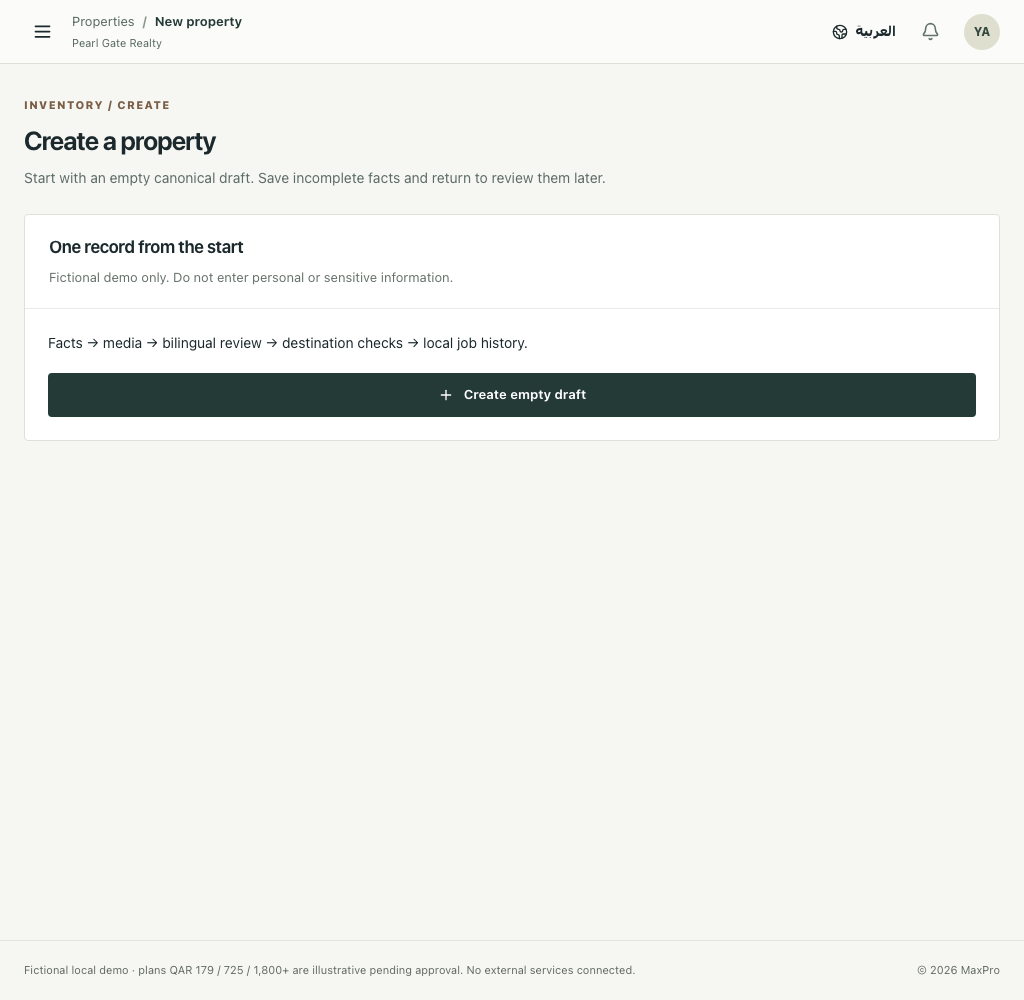 Properties / New property
Pearl Gate Realty
العربية
YA
INVENTORY / CREATE
Create a property
Start with an empty canonical draft. Save incomplete facts and return to review them later.
One record from the start
Fictional demo only. Do not enter personal or sensitive information.
Facts → media → bilingual review → destination checks → local job history.
+ Create empty draft
Fictional local demo · plans QAR 179 / 725 / 1,800+ are illustrative pending approval. No external services connected.
© 2026 MaxPro